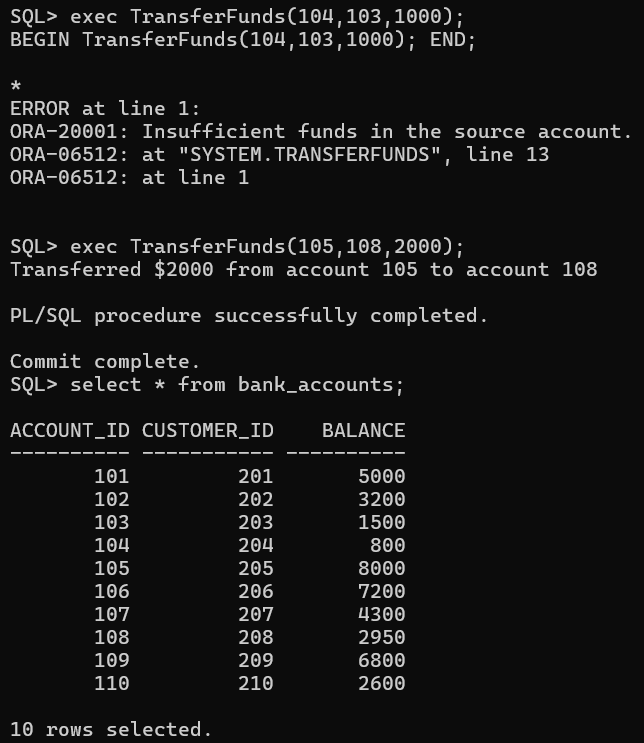 SQL> exec TransferFunds(104,103,1000);
BEGIN TransferFunds(104,103,1000); END;
*
ERROR at line 1:
ORA-20001: Insufficient funds in the source account.
ORA-06512: at "SYSTEM.TRANSFERFUNDS", line 13
ORA-06512: at line 1
SQL> exec TransferFunds(105,108,2000);
Transferred $2000 from account 105 to account 108
PL/SQL procedure successfully completed.
Commit complete.
SQL> select * from bank_accounts;
ACCOUNT_ID CUSTOMER_ID    BALANCE
---------- ----------- ----------
       101         201       5000
       102         202       3200
       103         203       1500
       104         204        800
       105         205       8000
       106         206       7200
       107         207       4300
       108         208       2950
       109         209       6800
       110         210       2600
10 rows selected.